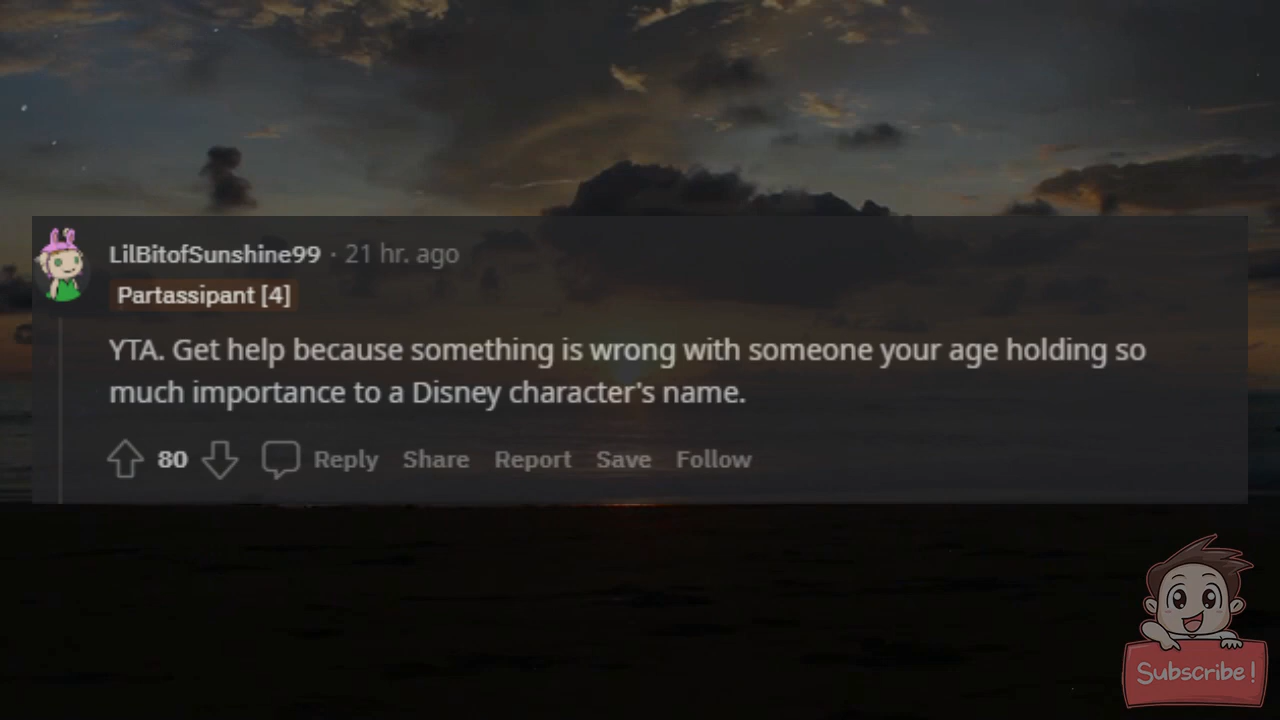 LilBitofSunshine99 · 21 hr. ago
Partassipant [4]
YTA. Get help because something is wrong with someone your age holding so
much importance to a Disney character's name.
80 Reply Share Report Save Follow
Subscribe!